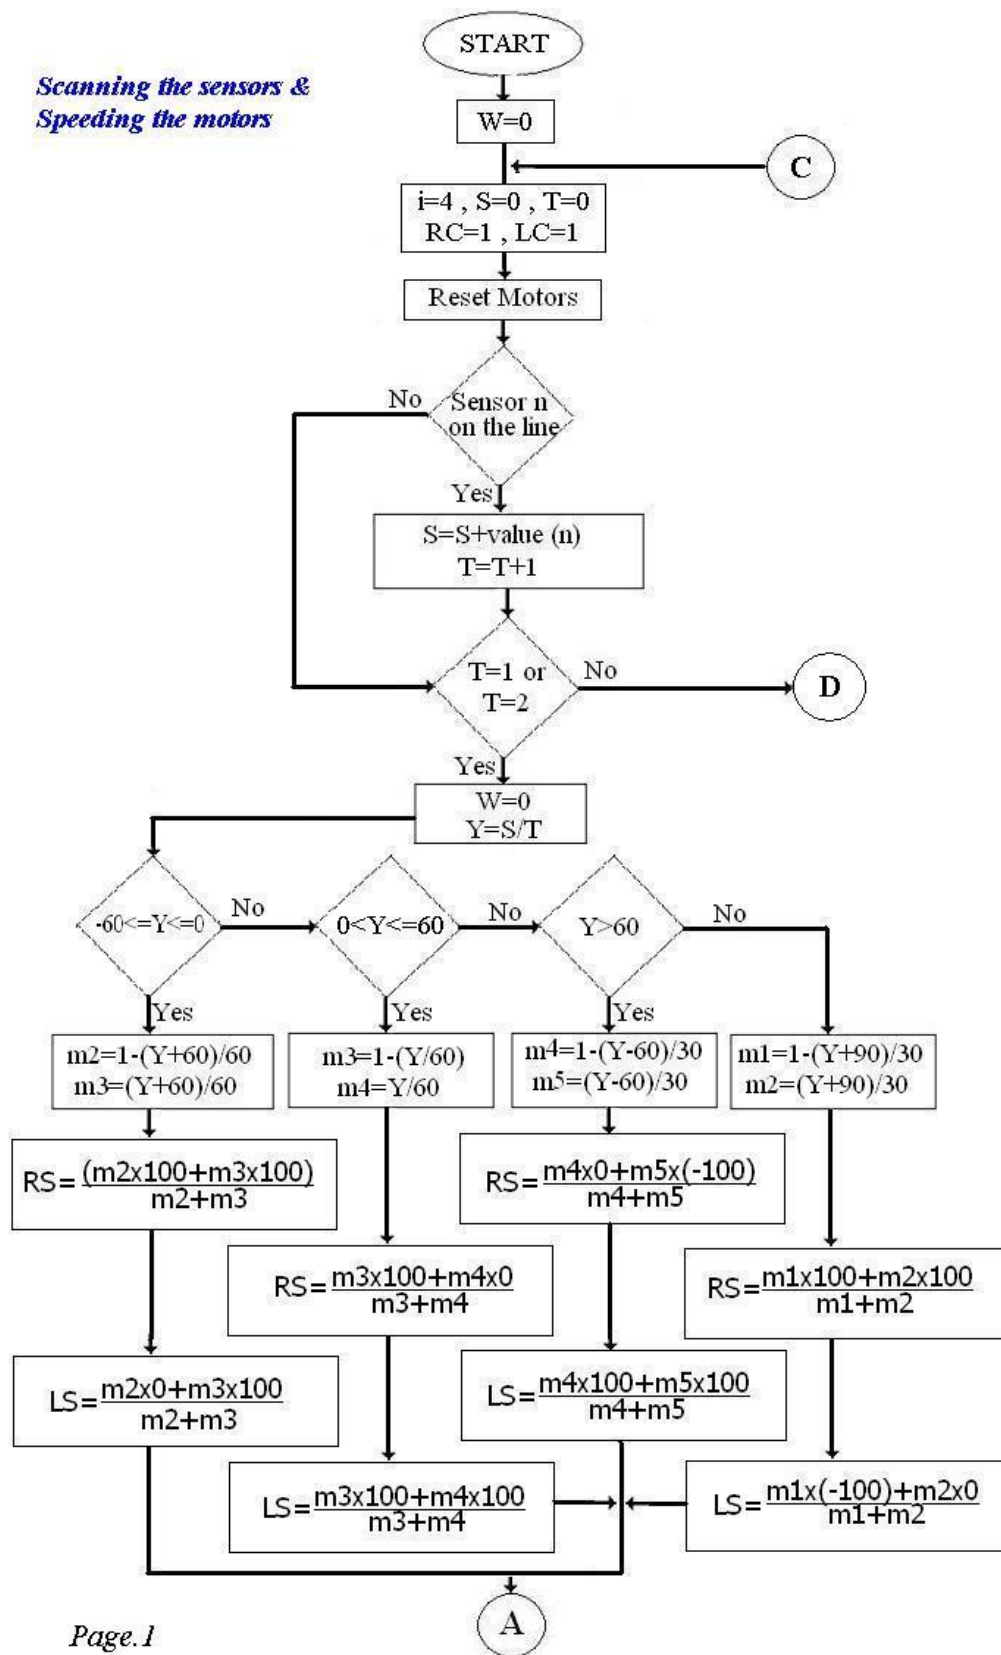 START
Scanning the sensors &
Speeding the motors
W=0
C
i=4 , S=0 , T=0
RC=1 , LC=1
Reset Motors
No
Sensor n
on the line
Yes
S=S+value (n)
T=T+1
T=1 or
T=2
No
D
Yes
W=0
Y=S/T
-60<=Y<=0
No
0<Y<=60
No
Y>60
No
Yes
Yes
Yes
m2=1-(Y+60)/60
m3=(Y+60)/60
m3=1-(Y/60)
m4=Y/60
m4=1-(Y-60)/30
m5=(Y-60)/30
m1=1-(Y+90)/30
m2=(Y+90)/30
RS=(m2x100+m3x100)
m2+m3
RS=m4x0+m5x(-100)
m4+m5
RS=m3x100+m4x0
m3+m4
RS=m1x100+m2x100
m1+m2
LS=m2x0+m3x100
m2+m3
LS=m4x100+m5x100
m4+m5
LS=m3x100+m4x100
m3+m4
LS=m1x(-100)+m2x0
m1+m2
A
Page.1